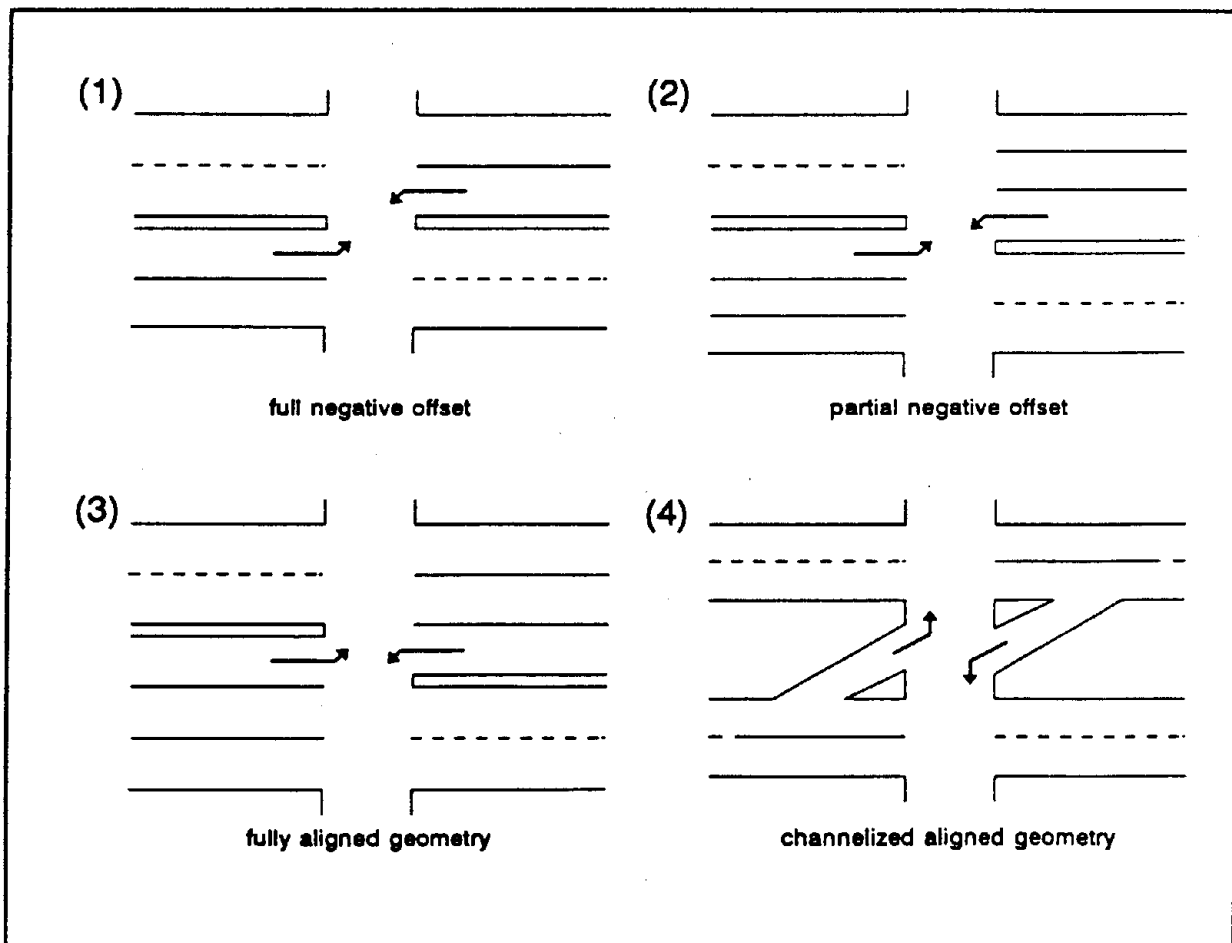 (1)
(2)
full negative offset
partial negative offset
(3)
(4)
fully aligned geometry
channelized aligned geometry